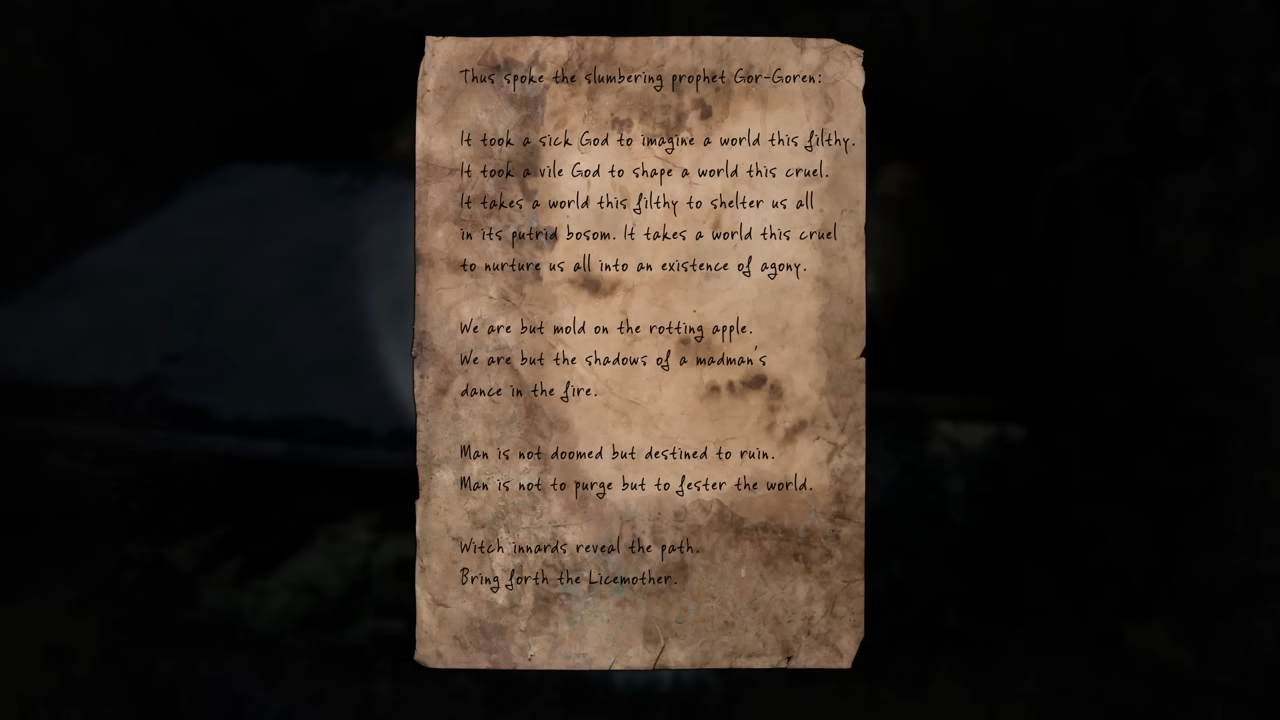 Thus spoke the slumbering prophet Gor-Goren:
It took a sick God to imagine a world this filthy.
It took a vile God to shape a world this cruel.
It takes a world this filthy to shelter us all
in its putrid bosom. It takes a world this cruel
to nurture us all into an existence of agony.
We are but mold on the rotting apple.
We are but the shadows of a madman's
dance in the fire.
Man is not doomed but destined to ruin.
Man is not to purge but to fester the world.
Witch innards reveal the path.
Bring forth the Licemother.